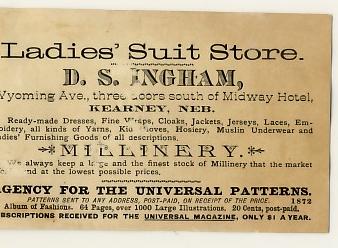 Ladies' Suit Store.
D. S. INGHAM,
Wyoming Ave., three doors south of Midway Hotel,
KEARNEY, NEB.
Ready-made Dresses, Fine Wraps, Cloaks, Jackets, Jerseys, Laces, Em-
oidery, all kinds of Yarns, Kid Gloves, Hosiery, Muslin Underwear and
dies' Furnishing Goods of all descriptions.
MILLINERY.
We always keep a large and the finest stock of Millinery that the market
and at the lowest possible prices.
AGENCY FOR THE UNIVERSAL PATTERNS.
PATTERNS SENT TO ANY ADDRESS, POST-PAID, ON RECEIPT OF THE PRICE. 1872
Album of Fashions. 64 Pages, over 1000 Large Illustrations. 20 Cents, post-paid.
BSCRIPTIONS RECEIVED FOR THE UNIVERSAL MAGAZINE, ONLY $1 A YEAR.